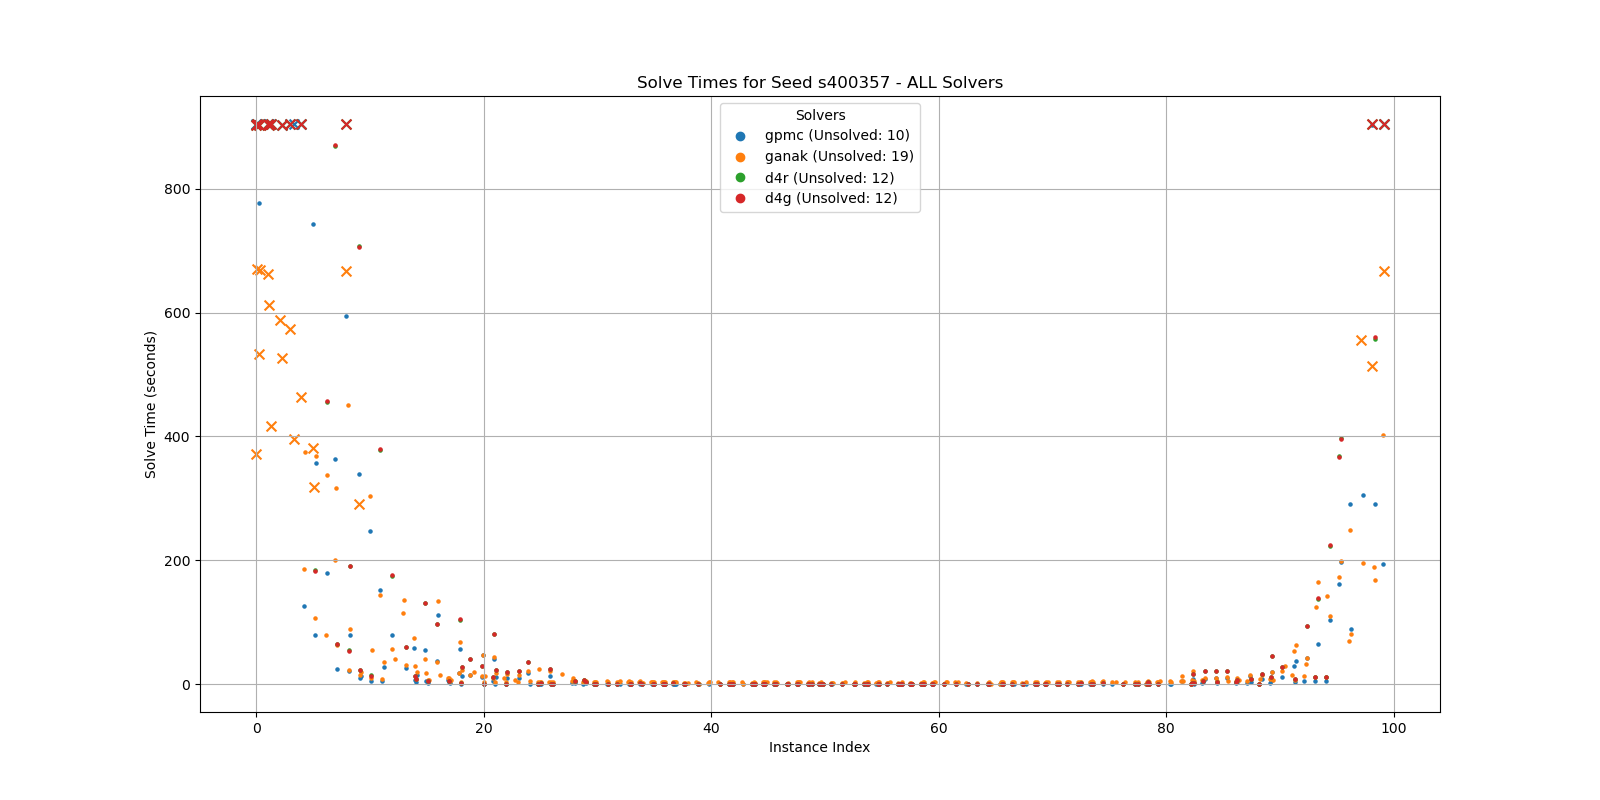 Solve Times for Seed s400357 - ALL Solvers
Solvers
gpmc (Unsolved: 10)
ganak (Unsolved: 19)
d4r (Unsolved: 12)
d4g (Unsolved: 12)
Solve Time (seconds)
800
600
400
200
0
0 20 40 60 80 100
Instance Index